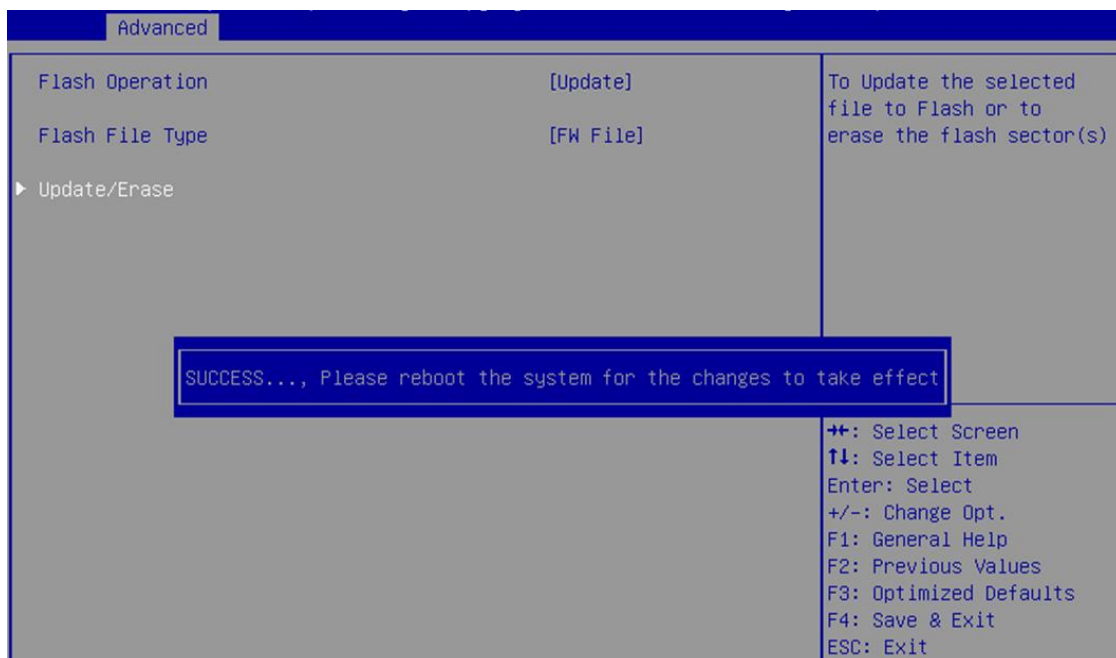 Advanced
Flash Operation [Update]
Flash File Type [FW File]
Update/Erase
To Update the selected
file to Flash or to
erase the flash sector(s)
SUCCESS..., Please reboot the system for the changes to take effect
→←: Select Screen
↑↓: Select Item
Enter: Select
+/-: Change Opt.
F1: General Help
F2: Previous Values
F3: Optimized Defaults
F4: Save & Exit
ESC: Exit